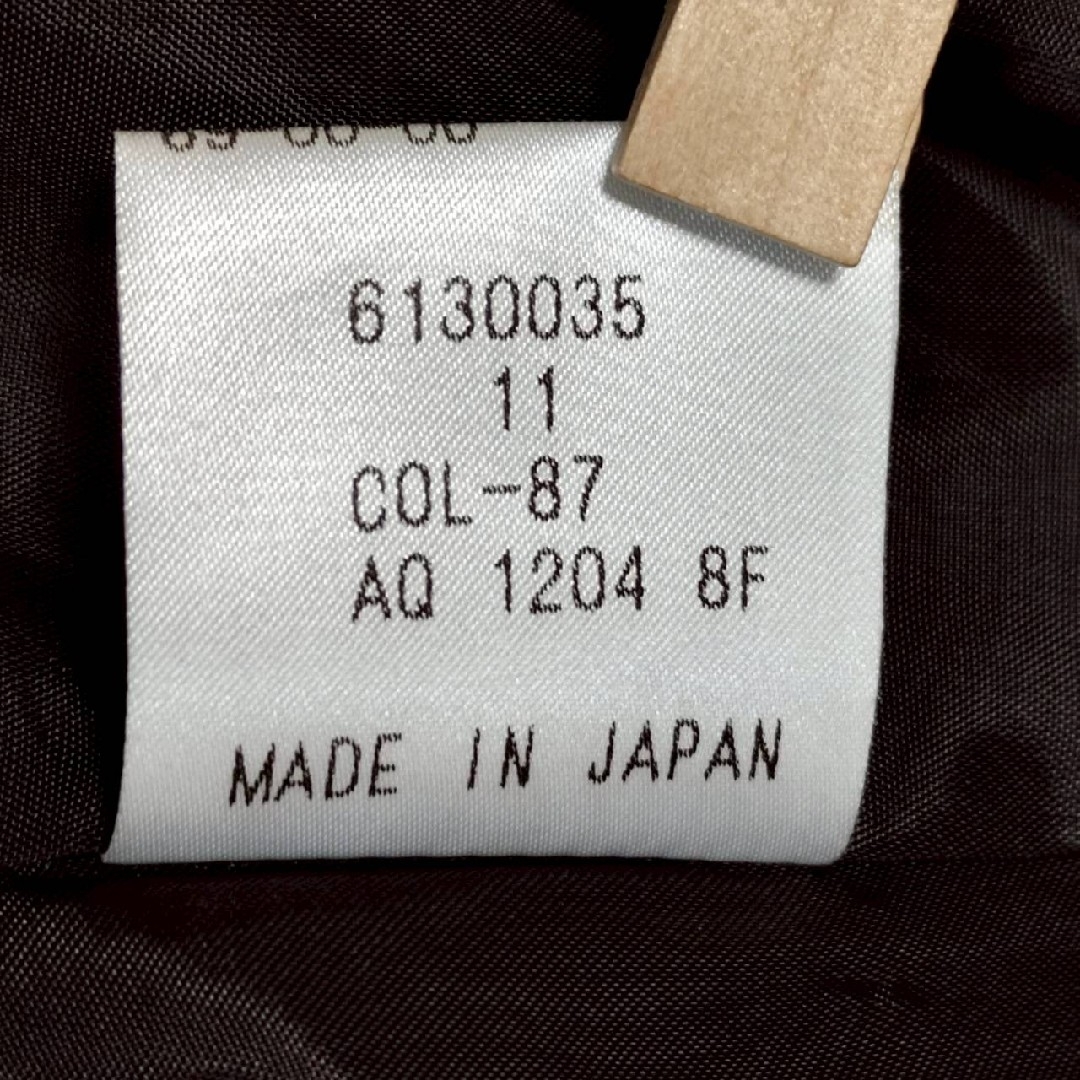 6130035
11
COL-87
AQ 1204 8F
MADE IN JAPAN